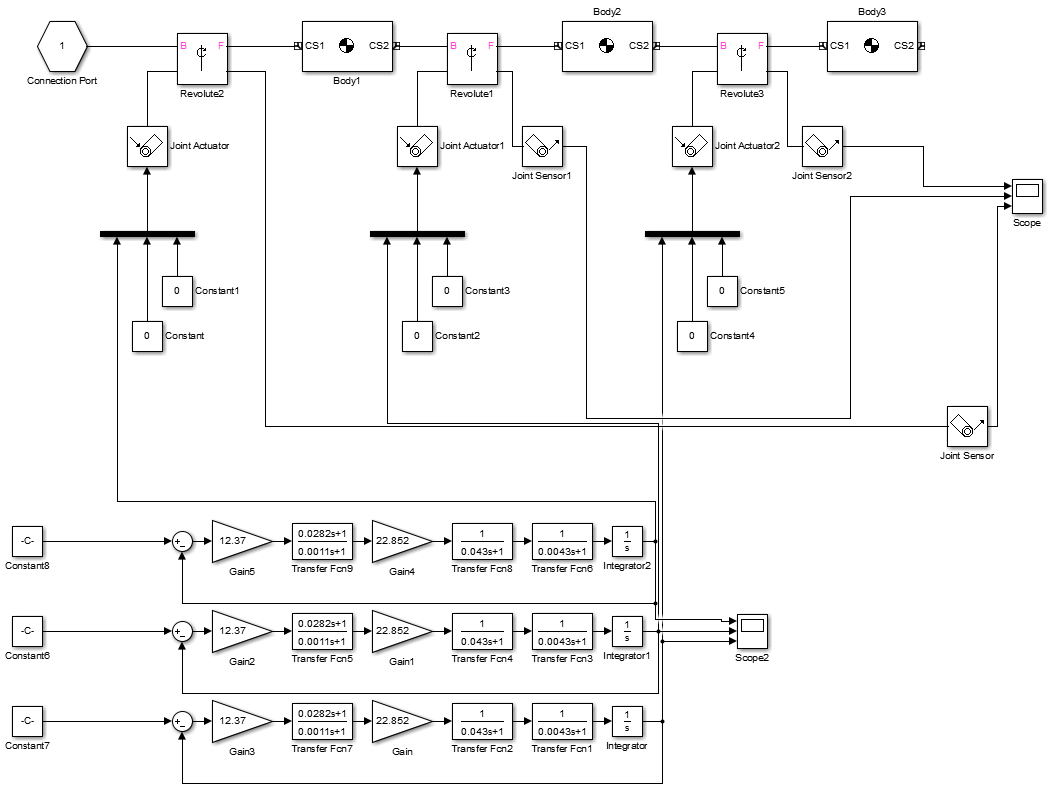 Body2
Body3
1
B
F
CS1
CS2
B
F
CS1
CS2
B
F
CS1
CS2
Connection Port
Revolute2
Body1
Revolute1
Revolute3
Joint Actuator
Joint Actuator1
Joint Sensor1
Joint Actuator2
Joint Sensor2
Scope
0
Constant1
0
Constant3
0
Constant5
0
Constant
0
Constant2
0
Constant4
Joint Sensor
-C-
Constant8
+
-
12.37
Gain5
0.0282s+1
0.0011s+1
Transfer Fcn9
22.852
Gain4
1
0.043s+1
Transfer Fcn8
1
0.0043s+1
Transfer Fcn6
1
s
Integrator2
-C-
Constant6
+
-
12.37
Gain2
0.0282s+1
0.0011s+1
Transfer Fcn5
22.852
Gain1
1
0.043s+1
Transfer Fcn4
1
0.0043s+1
Transfer Fcn3
1
s
Integrator1
Scope2
-C-
Constant7
+
-
12.37
Gain3
0.0282s+1
0.0011s+1
Transfer Fcn7
22.852
Gain
1
0.043s+1
Transfer Fcn2
1
0.0043s+1
Transfer Fcn1
1
s
Integrator